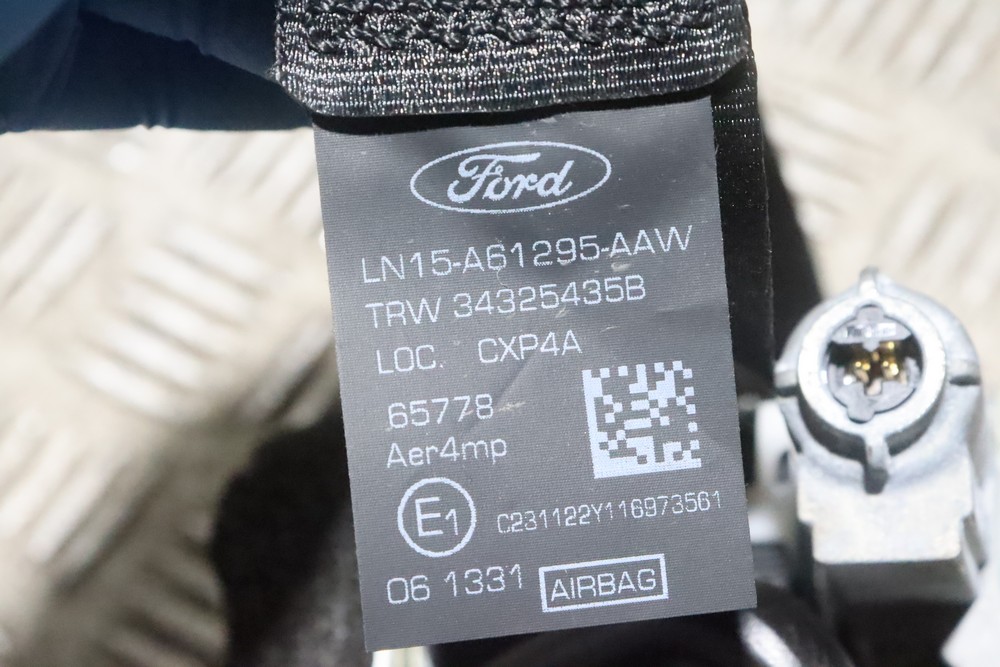 Ford
LN15-A61295-AAW
TRW 34325435B
LOC. CXP4A
65778
Aer4mp
E1
C231122Y116973561
06 1331 AIRBAG